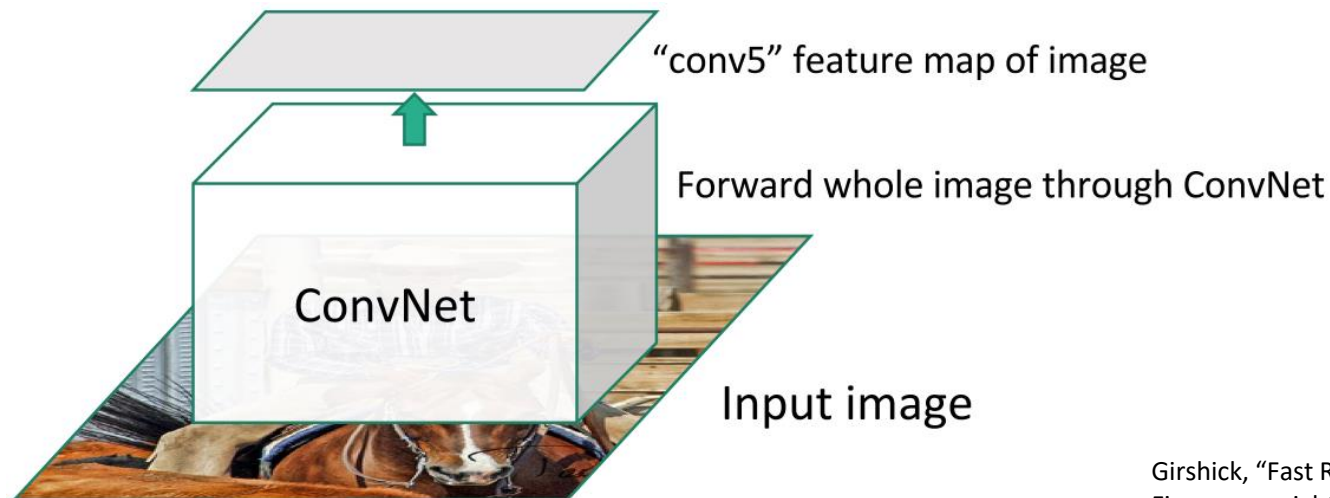 “conv5” feature map of image
Forward whole image through ConvNet
ConvNet
Input image
Girshick, “Fast